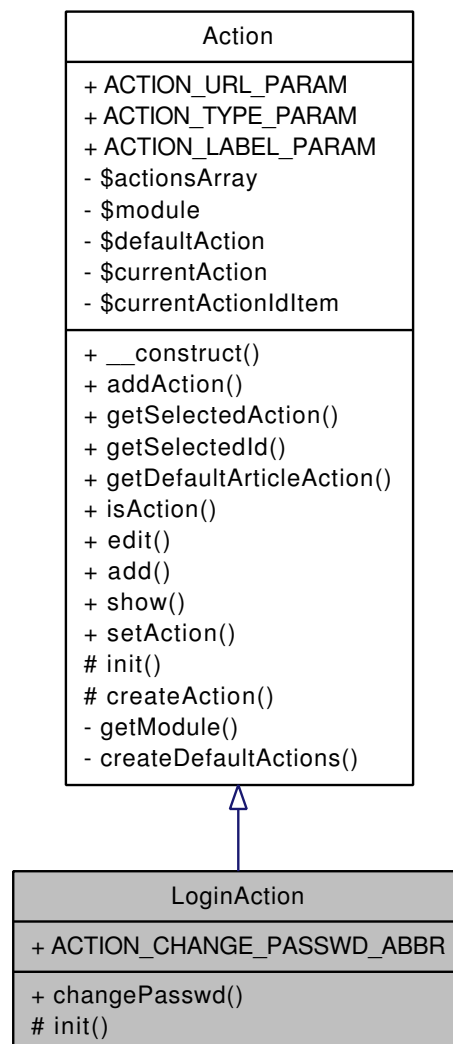 Action
+ ACTION_URL_PARAM
+ ACTION_TYPE_PARAM
+ ACTION_LABEL_PARAM
- $actionsArray
- $module
- $defaultAction
- $currentAction
- $currentActionIdItem
+ __construct()
+ addAction()
+ getSelectedAction()
+ getSelectedId()
+ getDefaultArticleAction()
+ isAction()
+ edit()
+ add()
+ show()
+ setAction()
# init()
# createAction()
- getModule()
- createDefaultActions()
LoginAction
+ ACTION_CHANGE_PASSWD_ABBR
+ changePasswd()
# init()